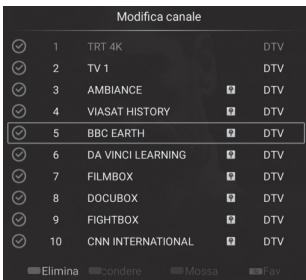 Modifica canale
1 TRT 4K DTV
2 TV 1 DTV
3 AMBIANCE DTV
4 VIASAT HISTORY DTV
5 BBC EARTH DTV
6 DA VINCI LEARNING DTV
7 FILMBOX DTV
8 DOCUBOX DTV
9 FIGHTBOX DTV
10 CNN INTERNATIONAL DTV
Elimina condere Mossa Fav